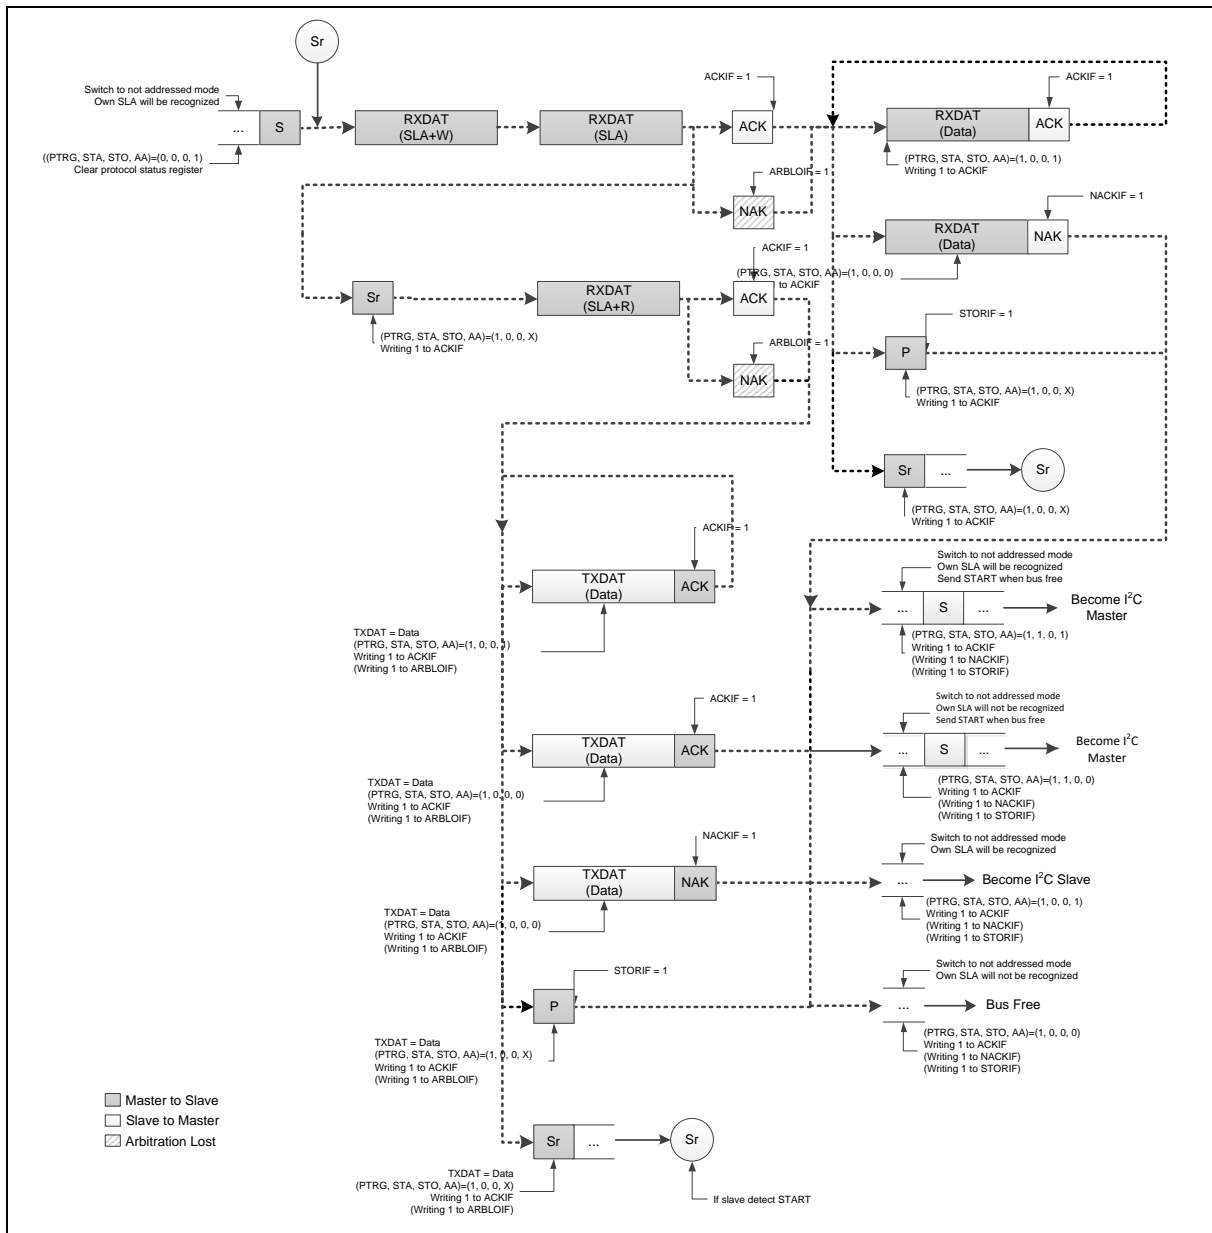 Sr
Switch to not addressed mode
Own SLA will be recognized
... S
((PTRG, STA, STO, AA)=(0, 0, 0, 1)
Clear protocol status register
RXDAT
(SLA+W)
RXDAT
(SLA)
ACKIF = 1
ACK
ARBLOIF = 1
NAK
ACKIF = 1
RXDAT
(Data)
ACK
(PTRG, STA, STO, AA)=(1, 0, 0, 1)
Writing 1 to ACKIF
NACKIF = 1
RXDAT
(Data)
NAK
(PTRG, STA, STO, AA)=(1, 0, 0, 0)
to ACKIF
Sr
(PTRG, STA, STO, AA)=(1, 0, 0, X)
Writing 1 to ACKIF
RXDAT
(SLA+R)
ACKIF = 1
ACK
ARBLOIF = 1
NAK
STORIF = 1
P
(PTRG, STA, STO, AA)=(1, 0, 0, X)
Writing 1 to ACKIF
Sr ... Sr
(PTRG, STA, STO, AA)=(1, 0, 0, X)
Writing 1 to ACKIF
ACKIF = 1
TXDAT
(Data)
ACK
TXDAT = Data
(PTRG, STA, STO, AA)=(1, 0, 0, 1)
Writing 1 to ACKIF
(Writing 1 to ARBLOIF)
Switch to not addressed mode
Own SLA will be recognized
Send START when bus free
... S ...
Become I²C
Master
(PTRG, STA, STO, AA)=(1, 1, 0, 1)
Writing 1 to ACKIF
(Writing 1 to NACKIF)
(Writing 1 to STORIF)
ACKIF = 1
TXDAT
(Data)
ACK
TXDAT = Data
(PTRG, STA, STO, AA)=(1, 0, 0, 0)
Writing 1 to ACKIF
(Writing 1 to ARBLOIF)
Switch to not addressed mode
Own SLA will not be recognized
Send START when bus free
... S ...
Become I²C
Master
(PTRG, STA, STO, AA)=(1, 1, 0, 0)
Writing 1 to ACKIF
(Writing 1 to NACKIF)
(Writing 1 to STORIF)
NACKIF = 1
TXDAT
(Data)
NAK
TXDAT = Data
(PTRG, STA, STO, AA)=(1, 0, 0, 0)
Writing 1 to ACKIF
(Writing 1 to ARBLOIF)
Switch to not addressed mode
Own SLA will be recognized
...
Become I²C Slave
(PTRG, STA, STO, AA)=(1, 0, 0, 1)
Writing 1 to ACKIF
(Writing 1 to NACKIF)
(Writing 1 to STORIF)
STORIF = 1
P
TXDAT = Data
(PTRG, STA, STO, AA)=(1, 0, 0, X)
Writing 1 to ACKIF
(Writing 1 to ARBLOIF)
Switch to not addressed mode
Own SLA will not be recognized
...
Bus Free
(PTRG, STA, STO, AA)=(1, 0, 0, 0)
Writing 1 to ACKIF
(Writing 1 to NACKIF)
(Writing 1 to STORIF)
Master to Slave
Slave to Master
Arbitration Lost
Sr ... Sr
TXDAT = Data
(PTRG, STA, STO, AA)=(1, 0, 0, X)
Writing 1 to ACKIF
(Writing 1 to ARBLOIF)
If slave detect START